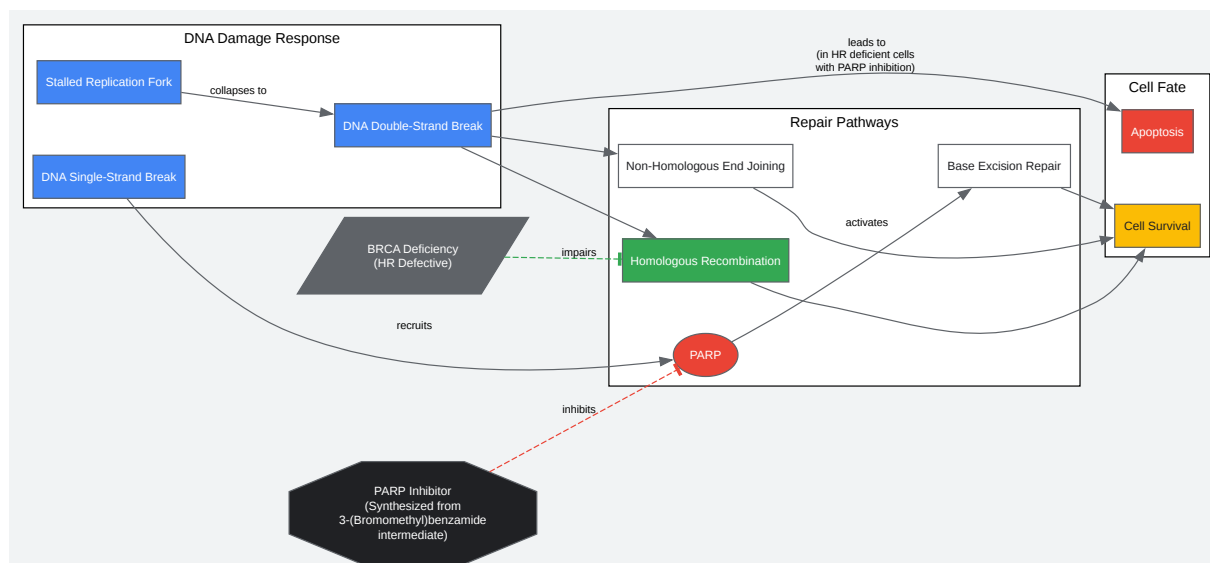 DNA Damage Response
Stalled Replication Fork
collapses to
DNA Double-Strand Break
DNA Single-Strand Break
leads to
(in HR deficient cells
with PARP inhibition)
Cell Fate
Apoptosis
Cell Survival
Repair Pathways
Non-Homologous End Joining
Base Excision Repair
activates
BRCA Deficiency
(HR Defective)
impairs
Homologous Recombination
recruits
PARP
inhibits
PARP Inhibitor
(Synthesized from
3-(Bromomethyl)benzamide
intermediate)